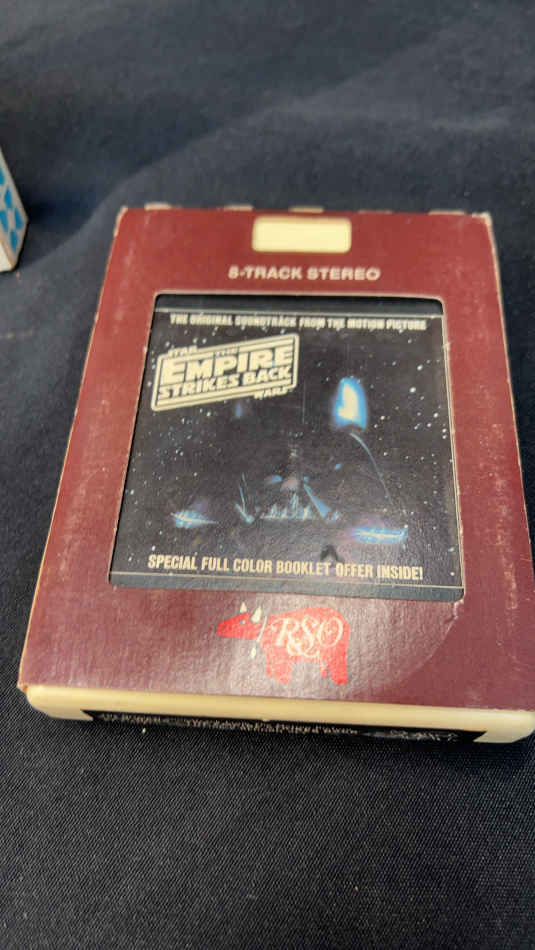 8-TRACK STEREO
THE ORIGINAL SOUNDTRACK FROM THE MOTION PICTURE
STAR THE
EMPIRE
STRIKES BACK
WARS
SPECIAL FULL COLOR BOOKLET OFFER INSIDE!
RSO